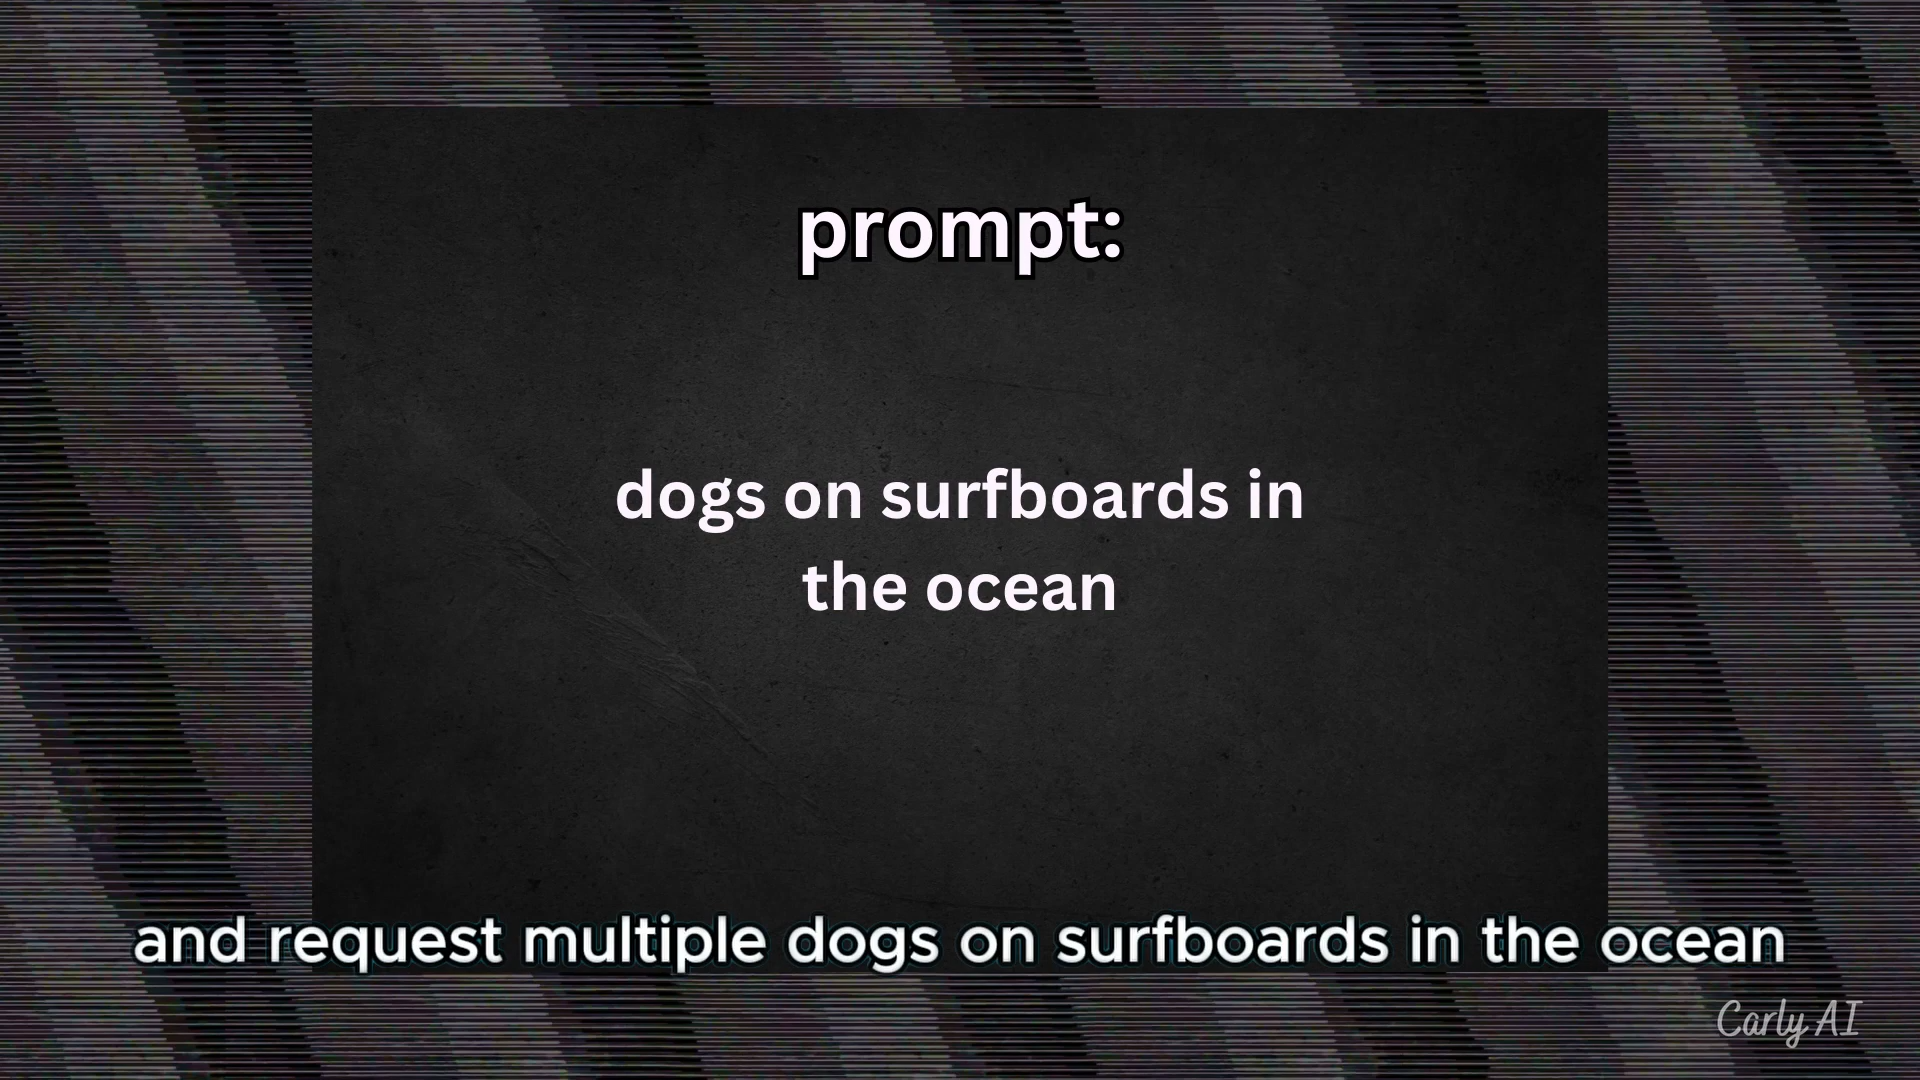 prompt:
dogs on surfboards in
the ocean
and request multiple dogs on surfboards in the ocean
Carly AI